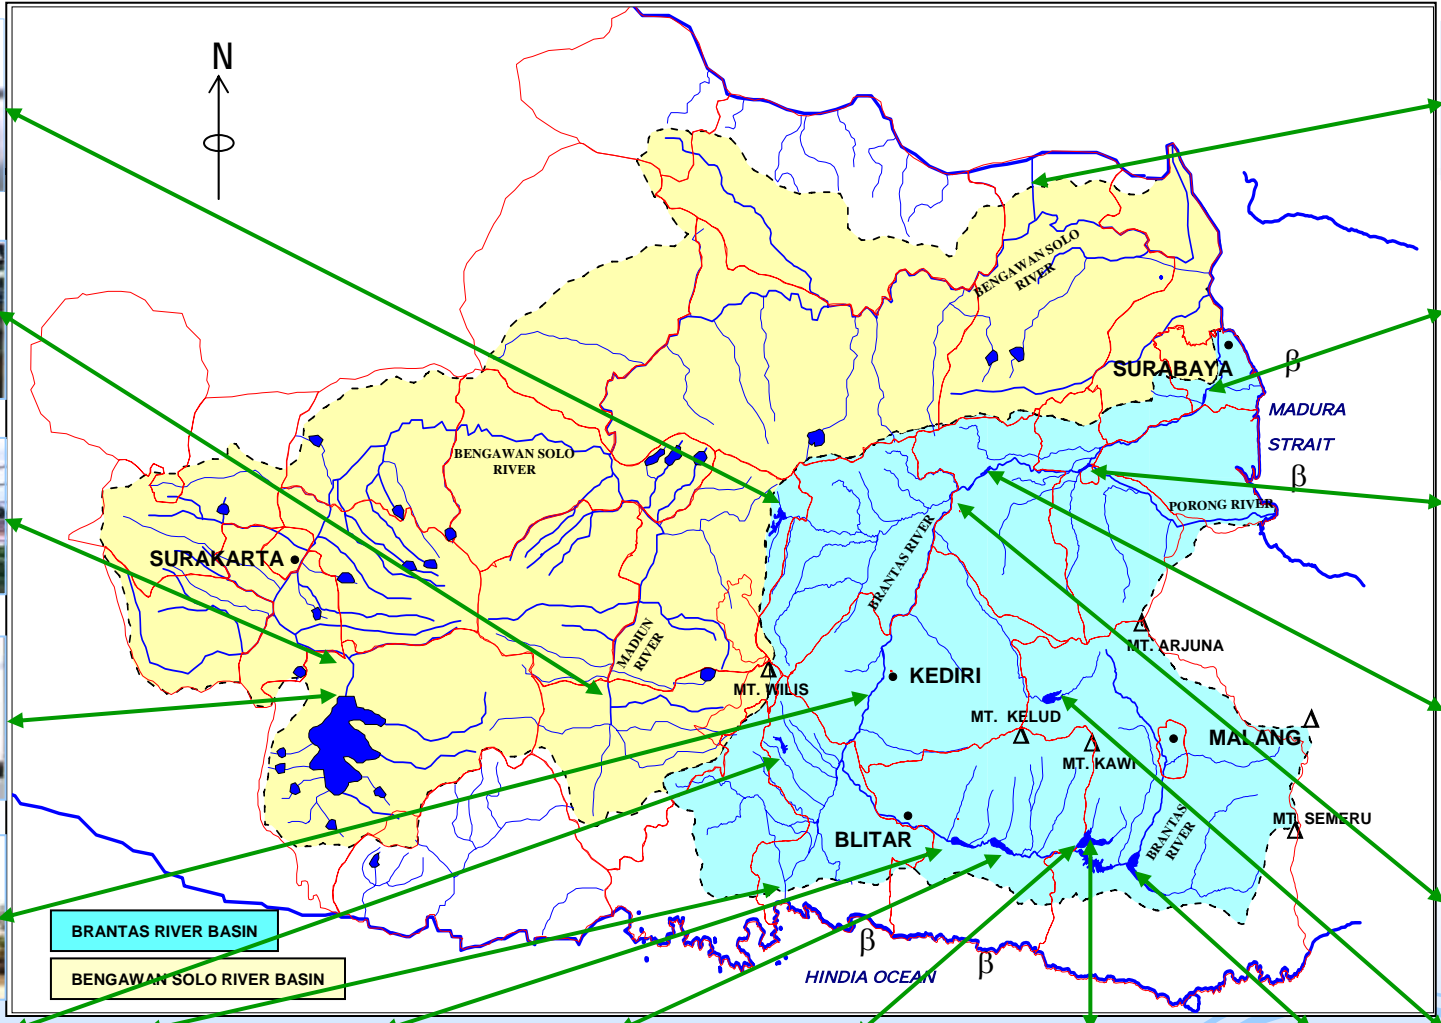 N
BENGAWAN SOLO
RIVER
SURABAYA
β
MADURA
STRAIT
BENGAWAN SOLO
RIVER
β
PORONG RIVER
SURAKARTA
BRANTAS RIVER
MADIUN
RIVER
MT. ARJUNA
KEDIRI
MT. WILIS
MT. KELUD
MALANG
MT. KAWI
MT. SEMERU
BLITAR
BRANTAS
RIVER
BRANTAS RIVER BASIN
β
β
HINDIA OCEAN
BENGAWAN SOLO RIVER BASIN